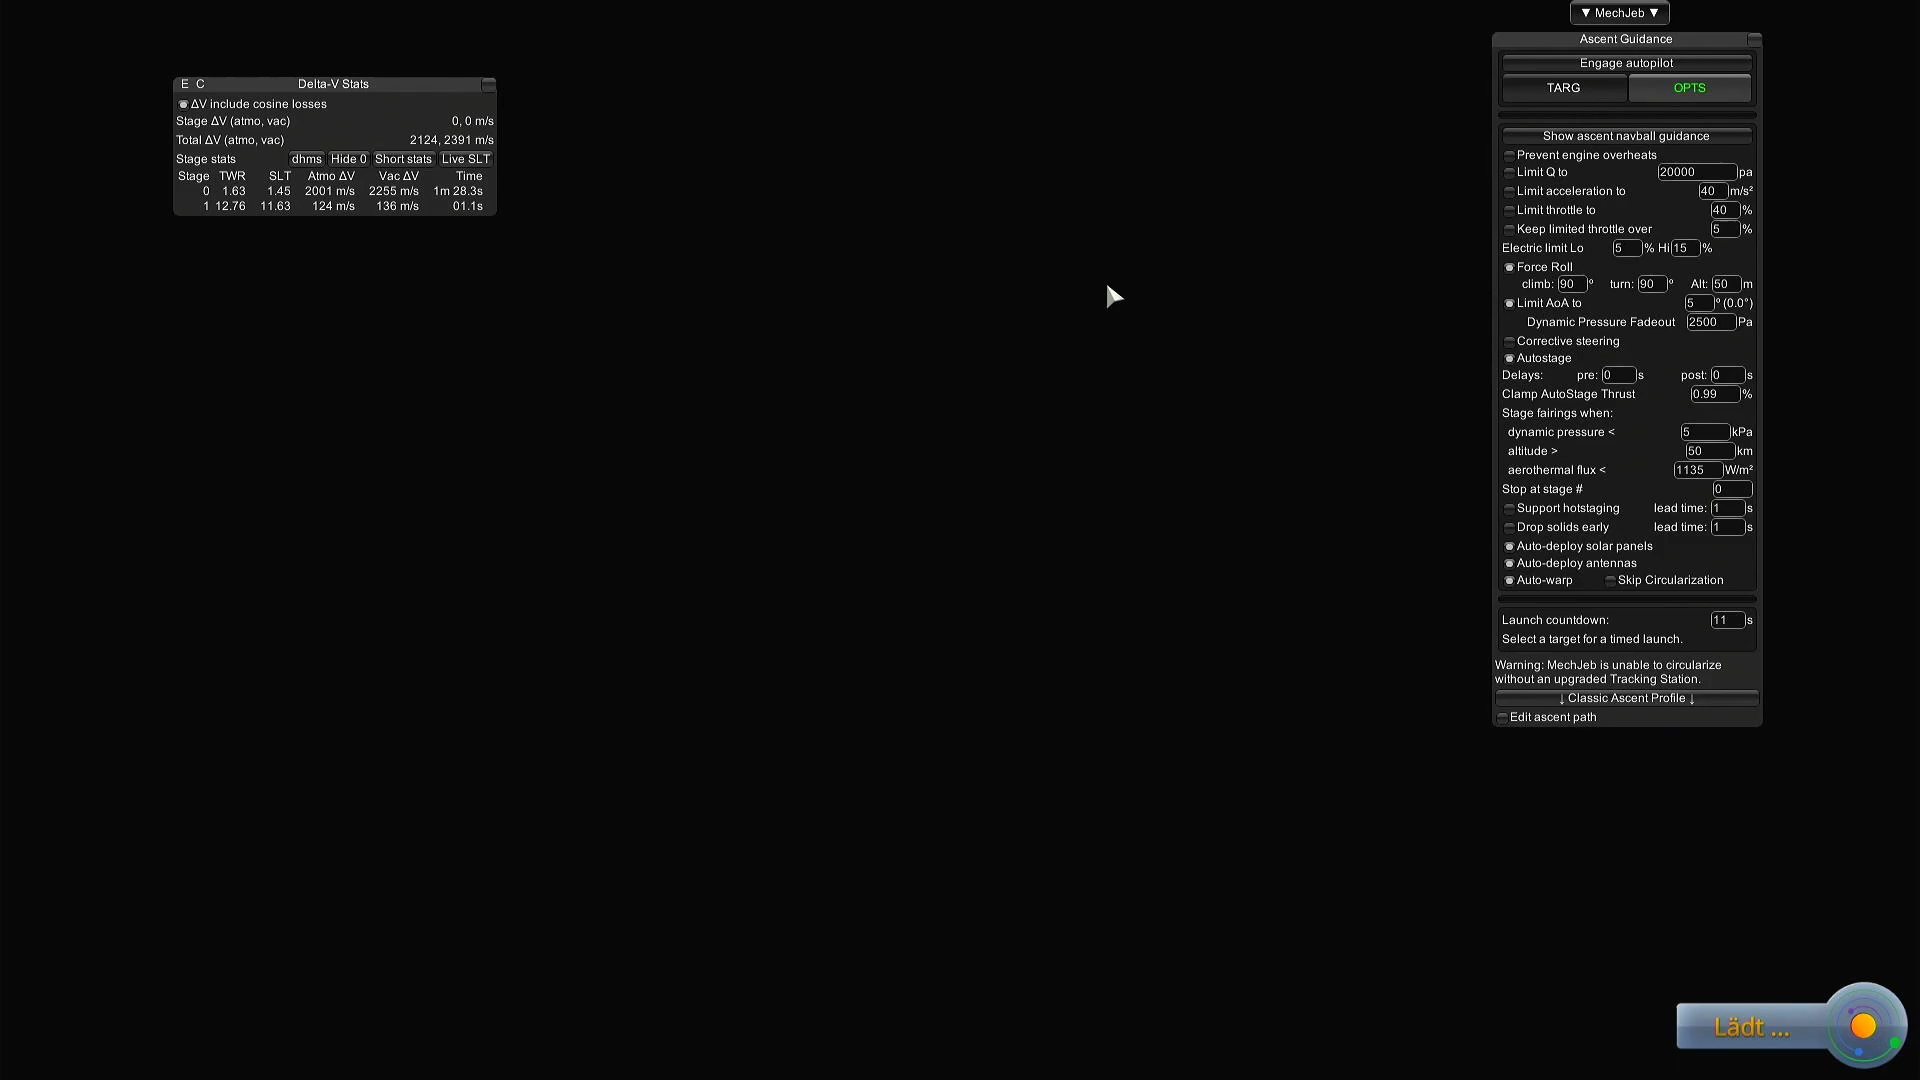 ▼ MechJeb ▼
Ascent Guidance
Engage autopilot
TARG OPTS
Show ascent navball guidance
Prevent engine overheats
Limit Q to 20000 pa
Limit acceleration to 40 m/s²
Limit throttle to 40 %
Keep limited throttle over 5 %
Electric limit Lo 5 % Hi 15 %
Force Roll
climb: 90 º turn: 90 º Alt: 50 m
Limit AoA to 5 º (0.0°)
Dynamic Pressure Fadeout 2500 Pa
Corrective steering
Autostage
Delays: pre: 0 s post: 0 s
Clamp AutoStage Thrust 0.99 %
Stage fairings when:
dynamic pressure < 5 kPa
altitude > 50 km
aerothermal flux < 1135 W/m²
Stop at stage # 0
Support hotstaging lead time: 1 s
Drop solids early lead time: 1 s
Auto-deploy solar panels
Auto-deploy antennas
Auto-warp Skip Circularization
Launch countdown: 11 s
Select a target for a timed launch.
Warning: MechJeb is unable to circularize
without an upgraded Tracking Station.
↓ Classic Ascent Profile ↓
Edit ascent path
E C Delta-V Stats
ΔV include cosine losses
Stage ΔV (atmo, vac) 0, 0 m/s
Total ΔV (atmo, vac) 2124, 2391 m/s
Stage stats dhms Hide 0 Short stats Live SLT
Stage TWR SLT Atmo ΔV Vac ΔV Time
0 1.63 1.45 2001 m/s 2255 m/s 1m 28.3s
1 12.76 11.63 124 m/s 136 m/s 01.1s
Lädt ...